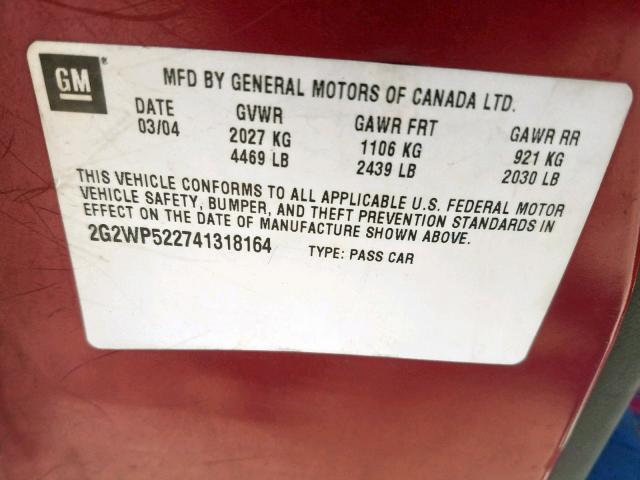 GM®
MFD BY GENERAL MOTORS OF CANADA LTD.
DATE GVWR GAWR FRT GAWR RR
03/04 2027 KG 1106 KG 921 KG
4469 LB 2439 LB 2030 LB
THIS VEHICLE CONFORMS TO ALL APPLICABLE U.S. FEDERAL MOTOR
VEHICLE SAFETY, BUMPER, AND THEFT PREVENTION STANDARDS IN
EFFECT ON THE DATE OF MANUFACTURE SHOWN ABOVE.
2G2WP522741318164 TYPE: PASS CAR